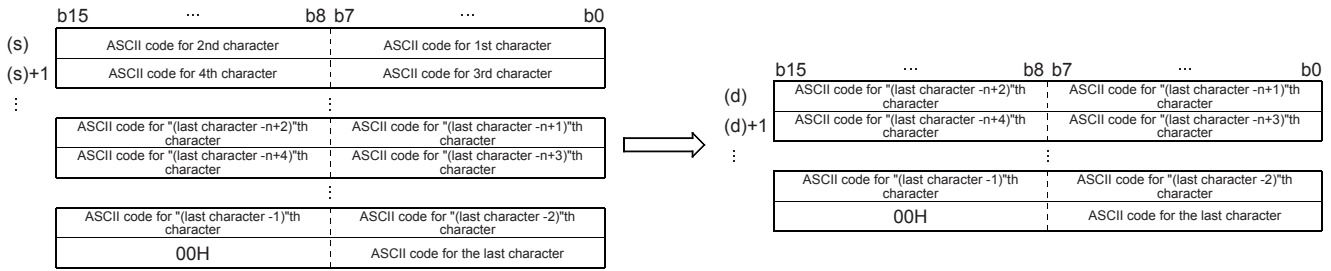 b15 ... b8 b7 ... b0
(s) ASCII code for 2nd character ASCII code for 1st character
(s)+1 ASCII code for 4th character ASCII code for 3rd character
⋮ ⋮
ASCII code for "(last character -n+2)"th character ASCII code for "(last character -n+1)"th character
ASCII code for "(last character -n+4)"th character ASCII code for "(last character -n+3)"th character
⋮
ASCII code for "(last character -1)"th character ASCII code for "(last character -2)"th character
00H ASCII code for the last character
b15 ... b8 b7 ... b0
(d) ASCII code for "(last character -n+2)"th character ASCII code for "(last character -n+1)"th character
(d)+1 ASCII code for "(last character -n+4)"th character ASCII code for "(last character -n+3)"th character
⋮ ⋮
ASCII code for "(last character -1)"th character ASCII code for "(last character -2)"th character
00H ASCII code for the last character